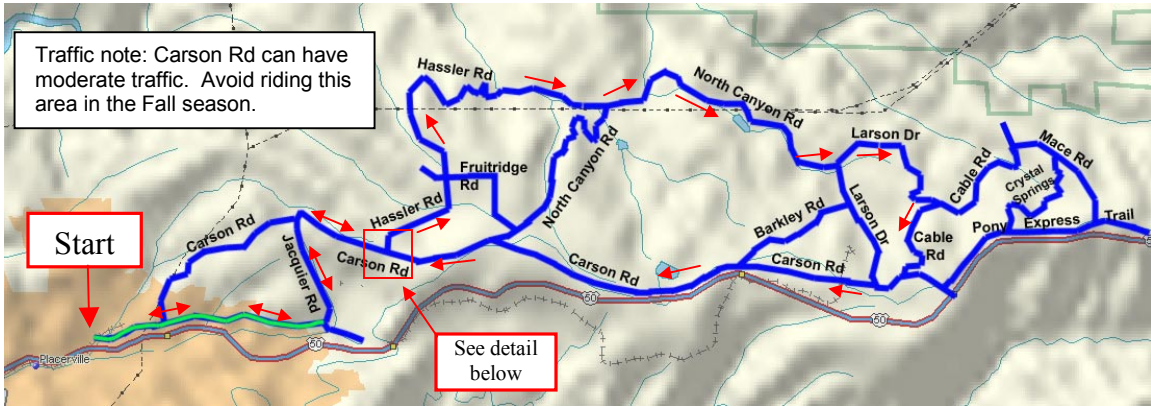 Traffic note: Carson Rd can have
moderate traffic.  Avoid riding this
area in the Fall season.
Hassler Rd
North Canyon Rd
Larson Dr
Mace Rd
Cable Rd
Crystal
Springs
Fruitridge
Rd
North Canyon Rd
Hassler Rd
Larson Dr
Barkley Rd
Pony Express Trail
Carson Rd
Start
Jacquier Rd
Carson Rd
Carson Rd
Carson Rd
Cable
Rd
50
50
50
50
Placerville
See detail
below